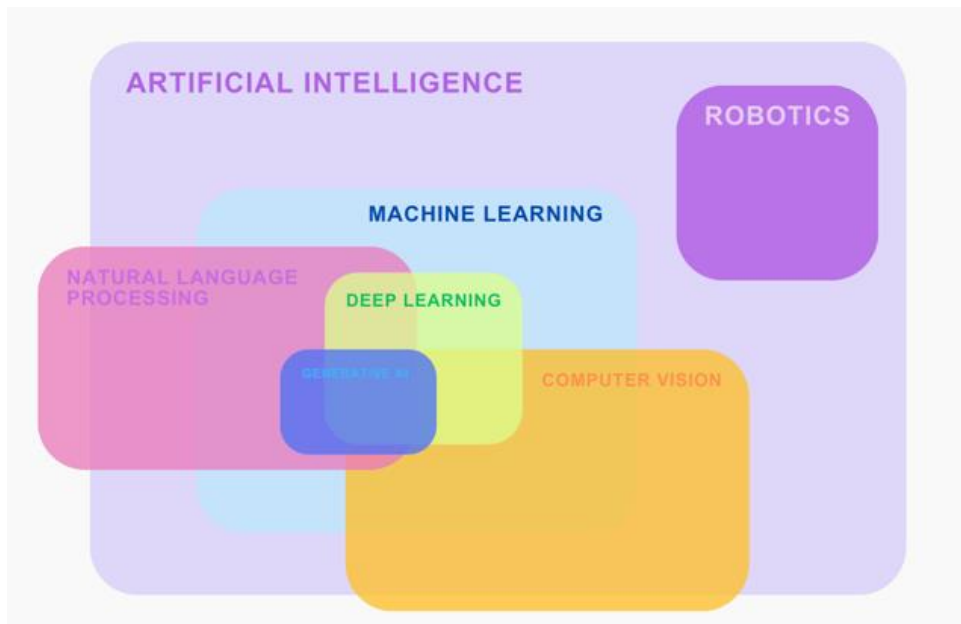 ARTIFICIAL INTELLIGENCE
ROBOTICS
MACHINE LEARNING
NATURAL LANGUAGE
PROCESSING
DEEP LEARNING
GENERATIVE AI
COMPUTER VISION